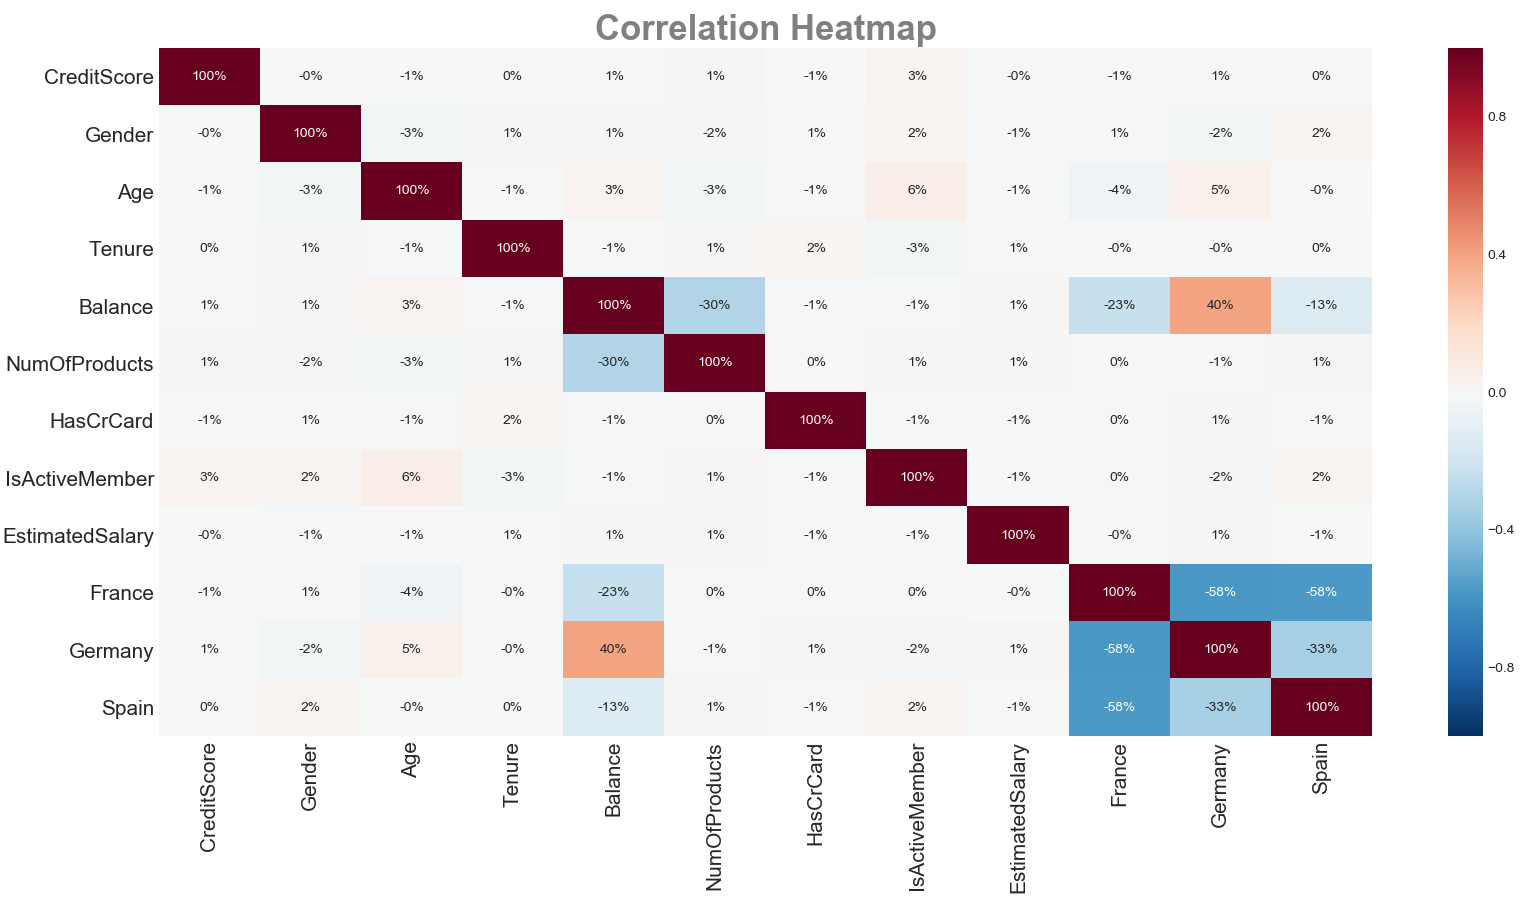 Correlation Heatmap
CreditScore 100% -0% -1% 0% 1% 1% -1% 3% -0% -1% 1% 0%
Gender -0% 100% -3% 1% 1% -2% 1% 2% -1% 1% -2% 2%
0.8
Age -1% -3% 100% -1% 3% -3% -1% 6% -1% -4% 5% -0%
Tenure 0% 1% -1% 100% -1% 1% 2% -3% 1% -0% -0% 0%
0.4
Balance 1% 1% 3% -1% 100% -30% -1% -1% 1% -23% 40% -13%
NumOfProducts 1% -2% -3% 1% -30% 100% 0% 1% 1% 0% -1% 1%
0.0
HasCrCard -1% 1% -1% 2% -1% 0% 100% -1% -1% 0% 1% -1%
IsActiveMember 3% 2% 6% -3% -1% 1% -1% 100% -1% 0% -2% 2%
EstimatedSalary -0% -1% -1% 1% 1% 1% -1% -1% 100% -0% 1% -1%
−0.4
France -1% 1% -4% -0% -23% 0% 0% 0% -0% 100% -58% -58%
Germany 1% -2% 5% -0% 40% -1% 1% -2% 1% -58% 100% -33%
−0.8
Spain 0% 2% -0% 0% -13% 1% -1% 2% -1% -58% -33% 100%
CreditScore
Gender
Age
Tenure
Balance
NumOfProducts
HasCrCard
IsActiveMember
EstimatedSalary
France
Germany
Spain